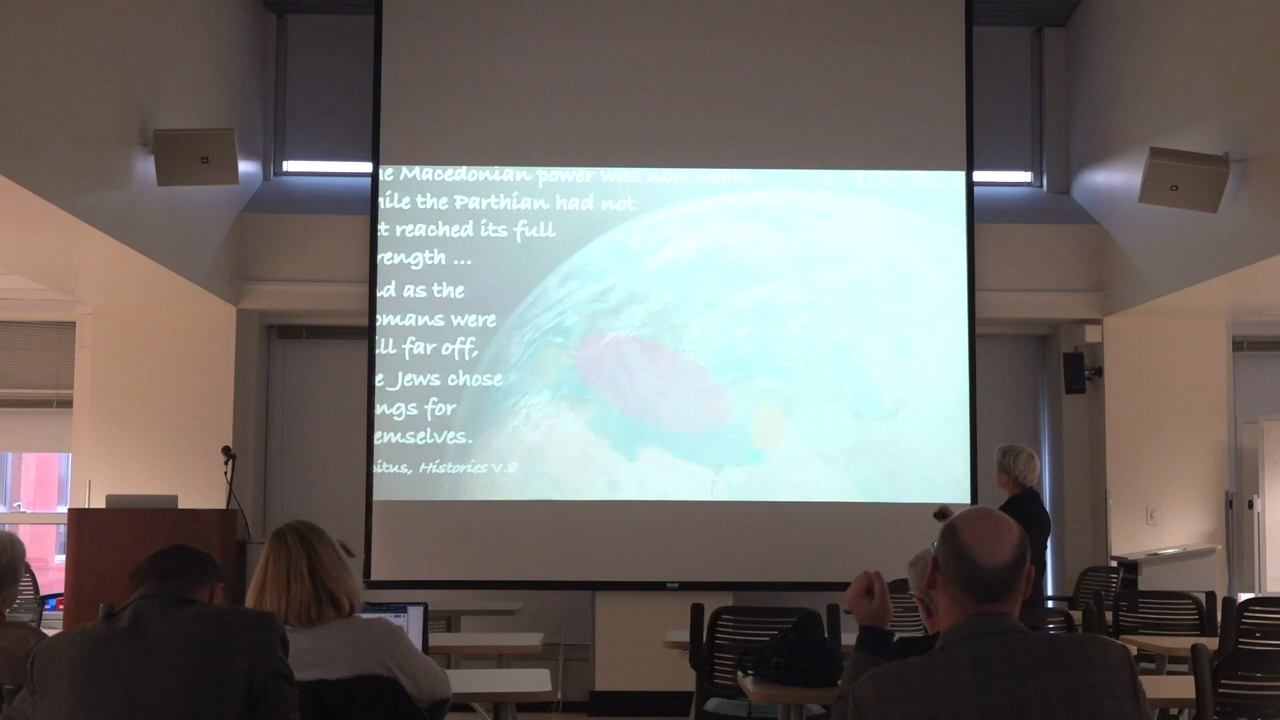 he Macedonian power was now weak,
hile the Parthian had not
t reached its full
rength ...
d as the
omans were
ll far off,
e Jews chose
ngs for
emselves.
itus, Histories V.8